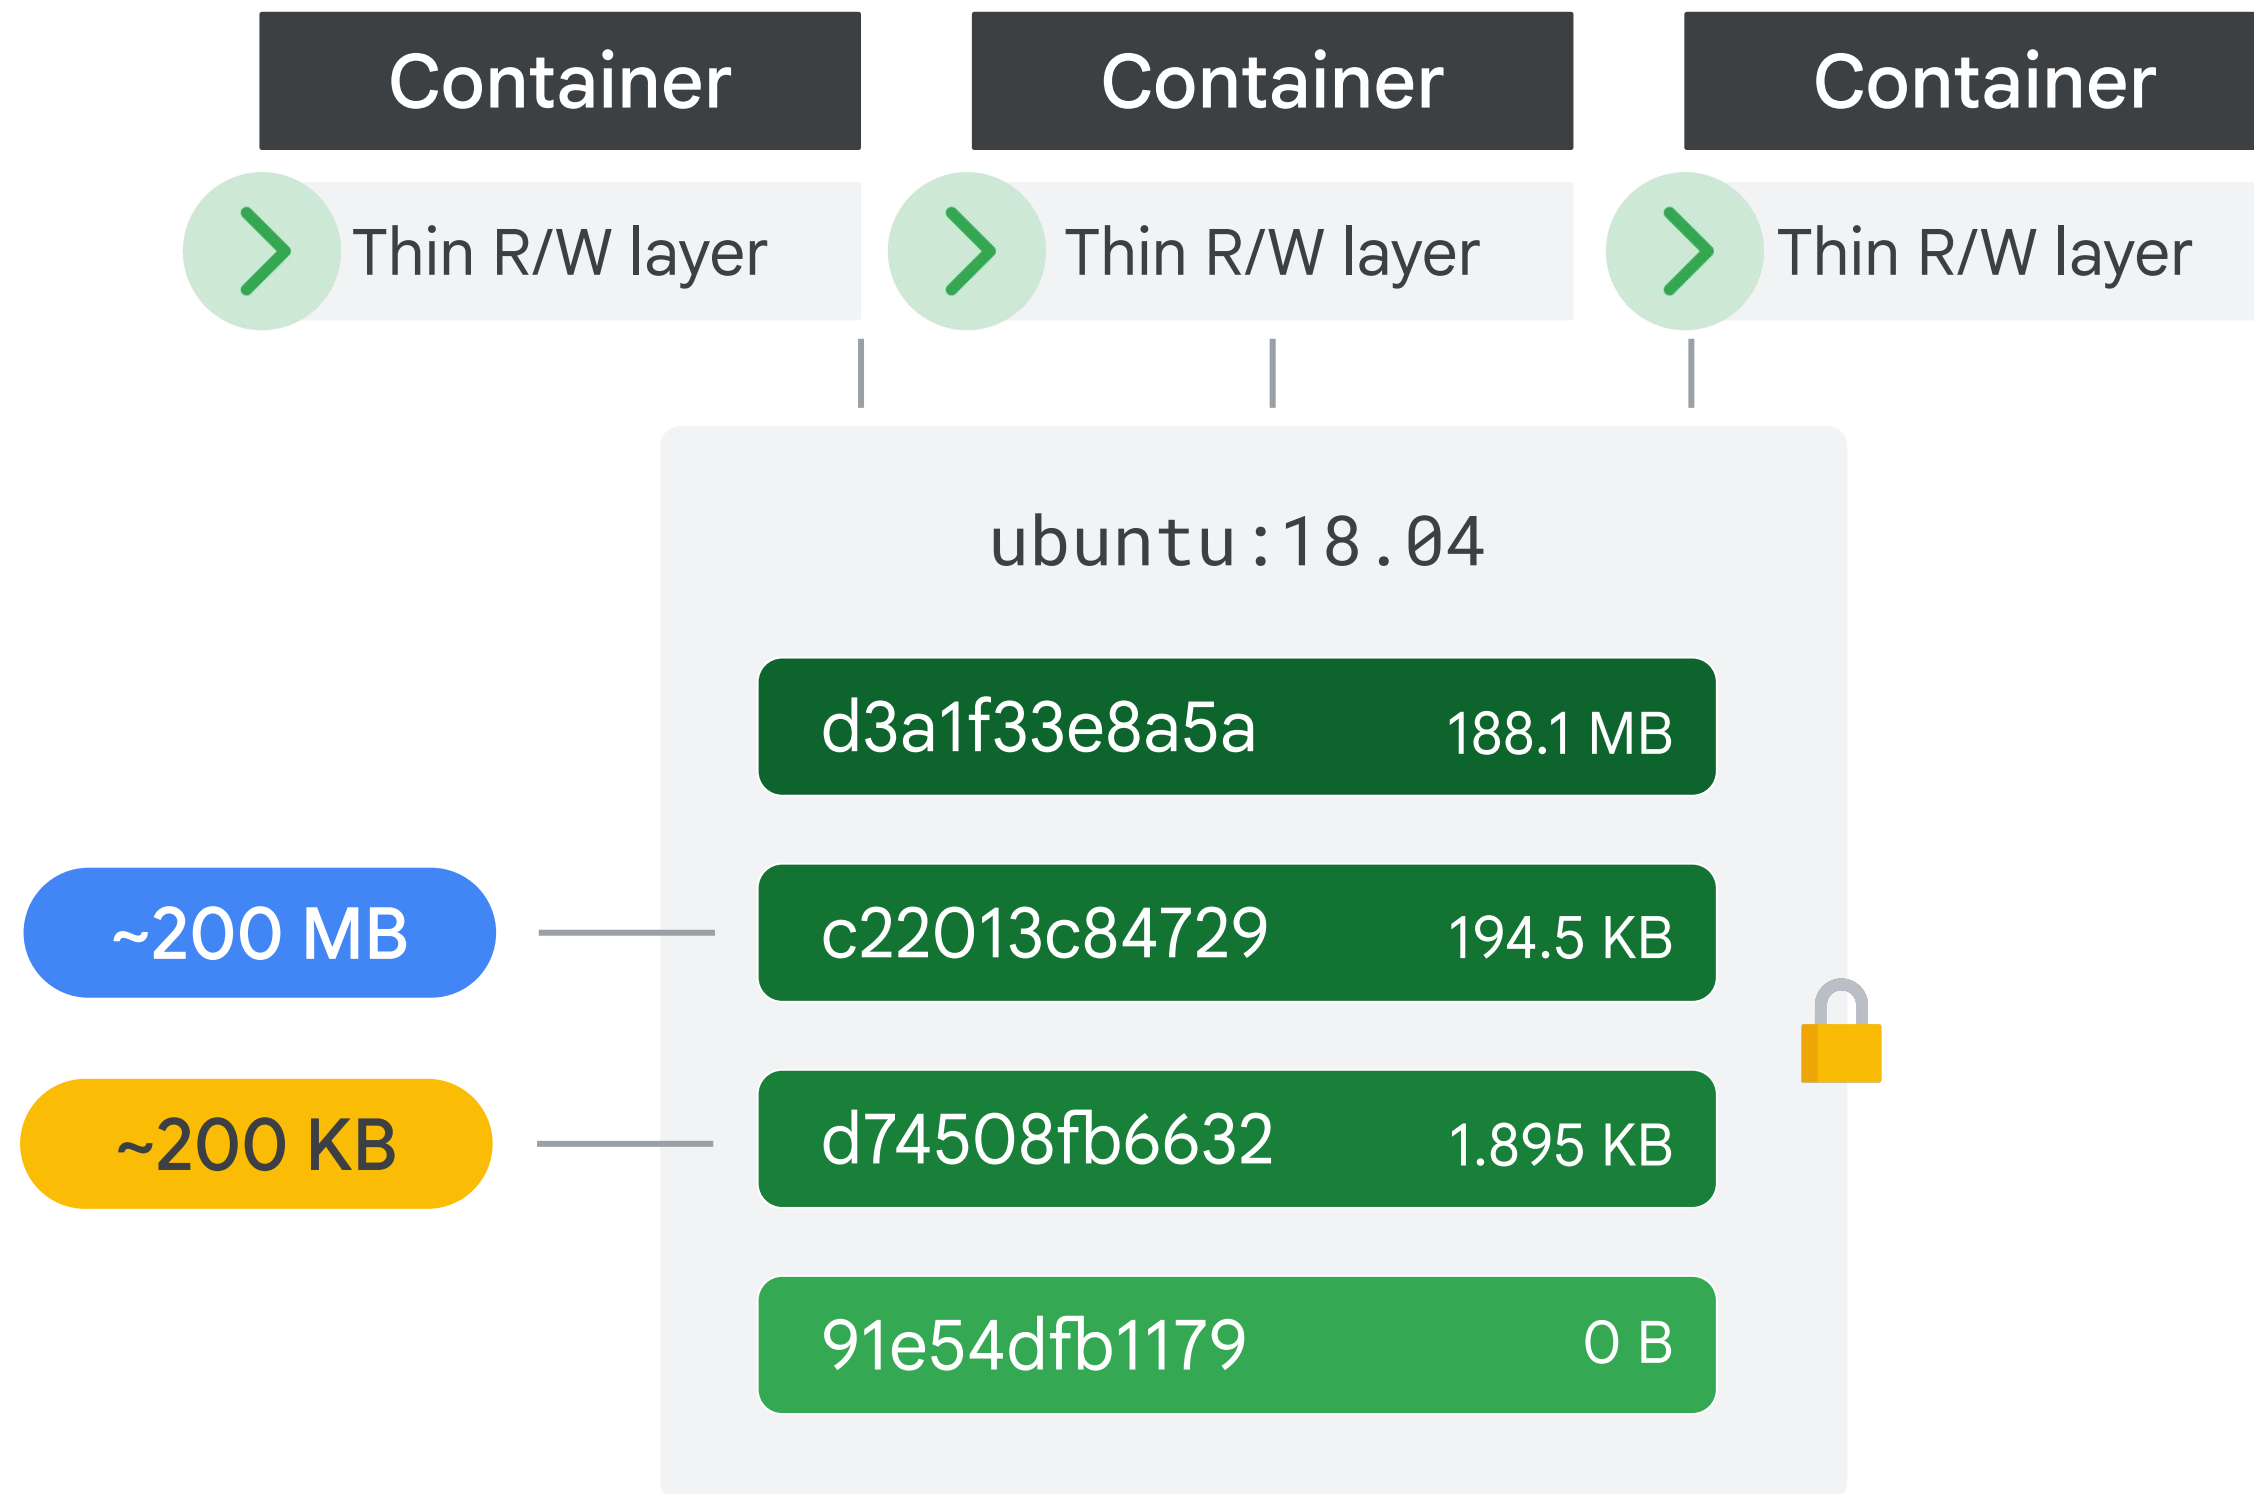 Container Container Container
Thin R/W layer Thin R/W layer Thin R/W layer
ubuntu:18.04
d3a1f33e8a5a 188.1 MB
~200 MB c22013c84729 194.5 KB
~200 KB d74508fb6632 1.895 KB
91e54dfb1179 0 B